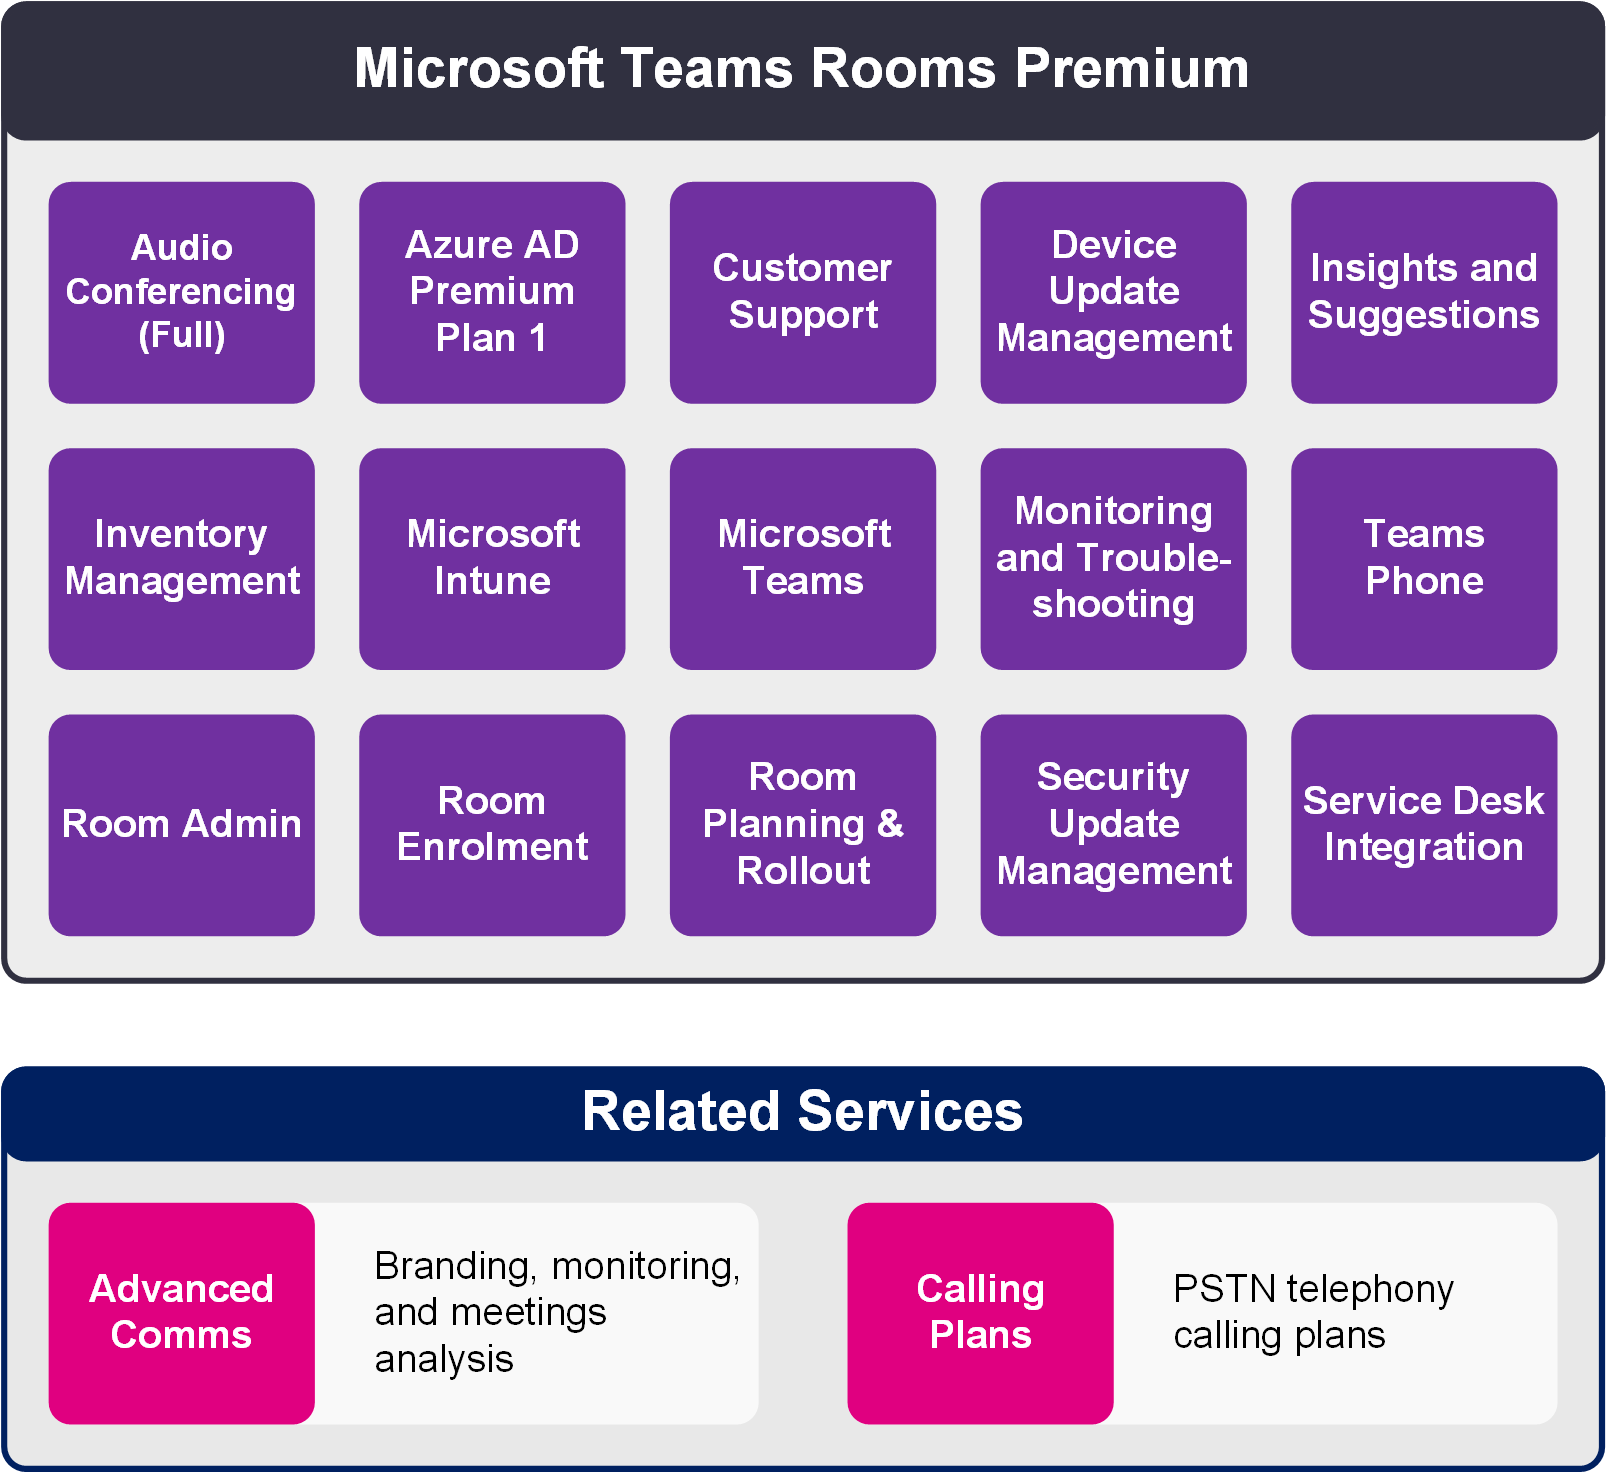 Microsoft Teams Rooms Premium
Audio
Conferencing
(Full)
Azure AD
Premium
Plan 1
Customer
Support
Device
Update
Management
Insights and
Suggestions
Inventory
Management
Microsoft
Intune
Microsoft
Teams
Monitoring
and Trouble-
shooting
Teams
Phone
Room Admin
Room
Enrolment
Room
Planning &
Rollout
Security
Update
Management
Service Desk
Integration
Related Services
Advanced
Comms
Branding, monitoring,
and meetings
analysis
Calling
Plans
PSTN telephony
calling plans